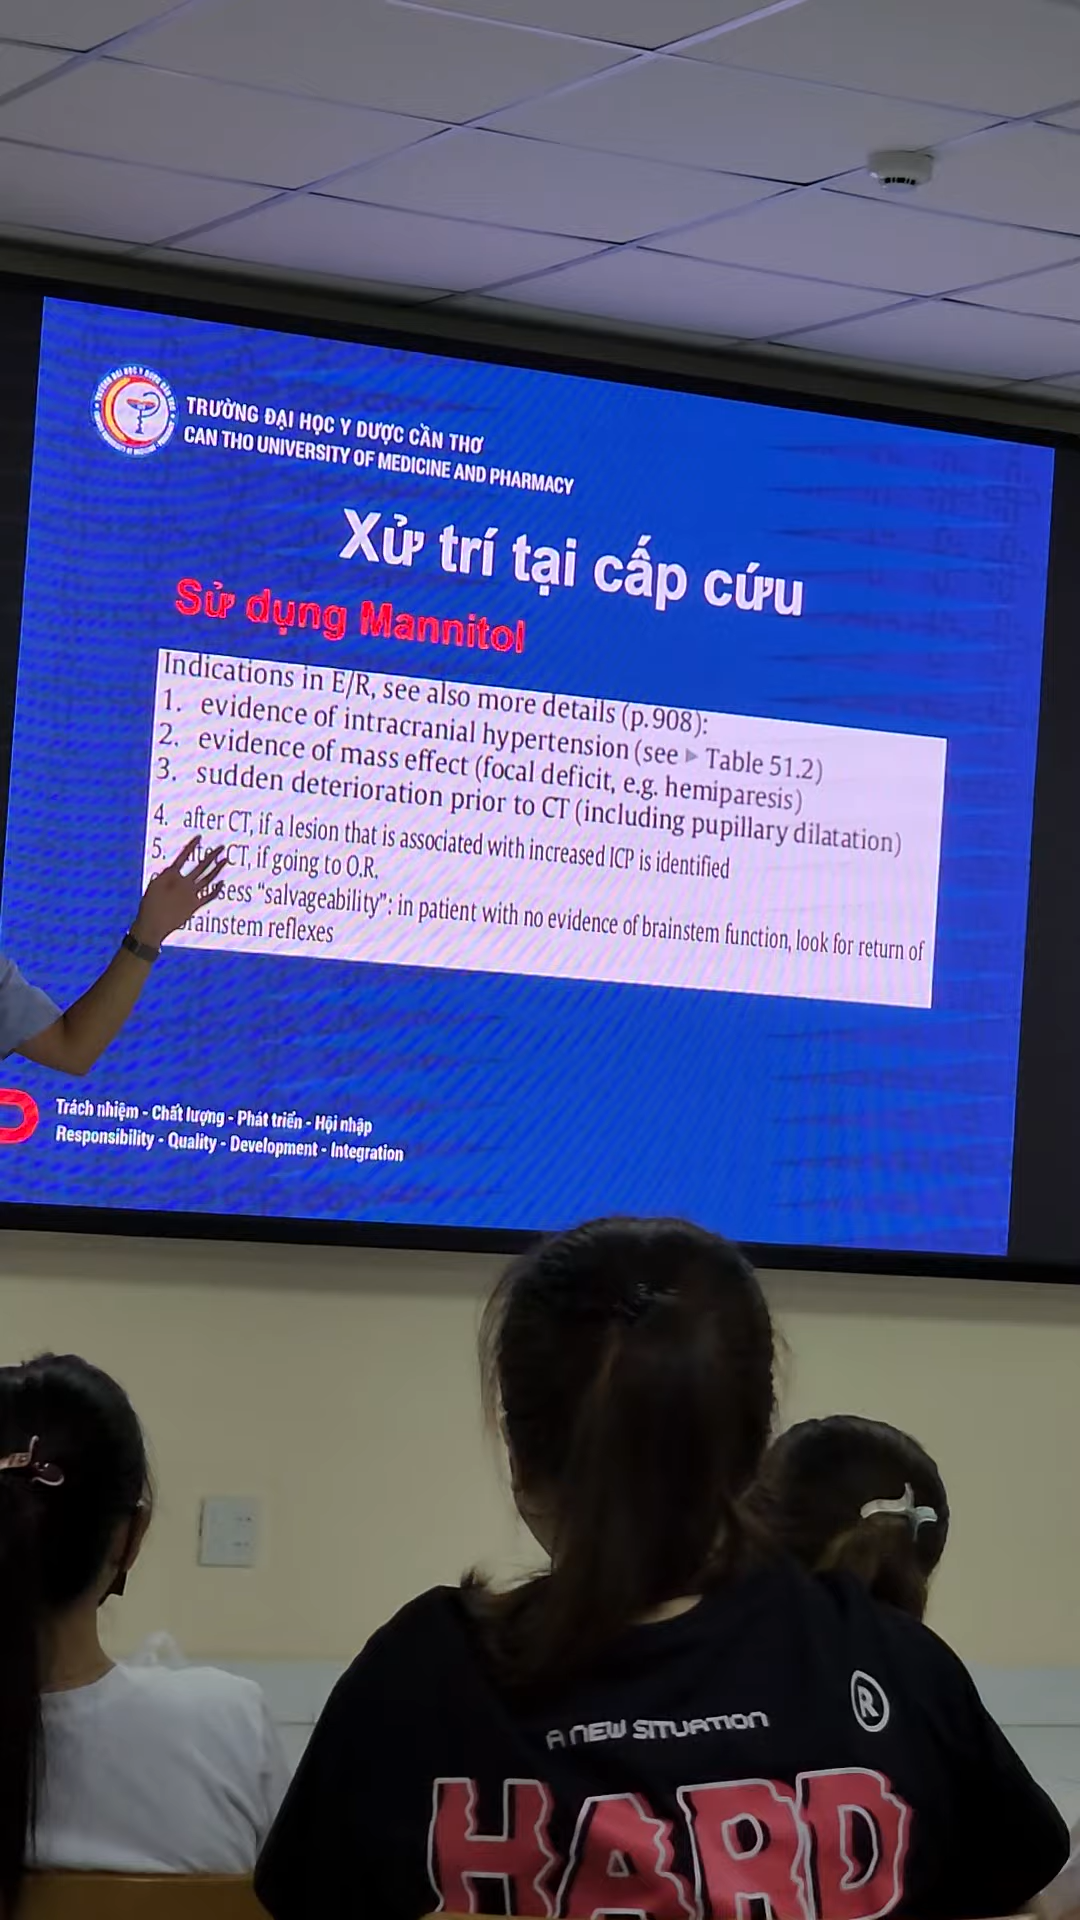 TRƯỜNG ĐẠI HỌC Y DƯỢC CẦN THƠ
CAN THO UNIVERSITY OF MEDICINE AND PHARMACY
Xử trí tại cấp cứu
Sử dụng Mannitol
Indications in E/R, see also more details (p.908):
1. evidence of intracranial hypertension (see ▶ Table 51.2)
2. evidence of mass effect (focal deficit, e.g. hemiparesis)
3. sudden deterioration prior to CT (including pupillary dilatation)
4. after CT, if a lesion that is associated with increased ICP is identified
5. CT, if going to O.R.
"salvageability": in patient with no evidence of brainstem function, look for return of
reflexes
Trách nhiệm - Chất lượng - Phát triển - Hội nhập
Responsibility - Quality - Development - Integration
A NEW SITUATION
®
HARD